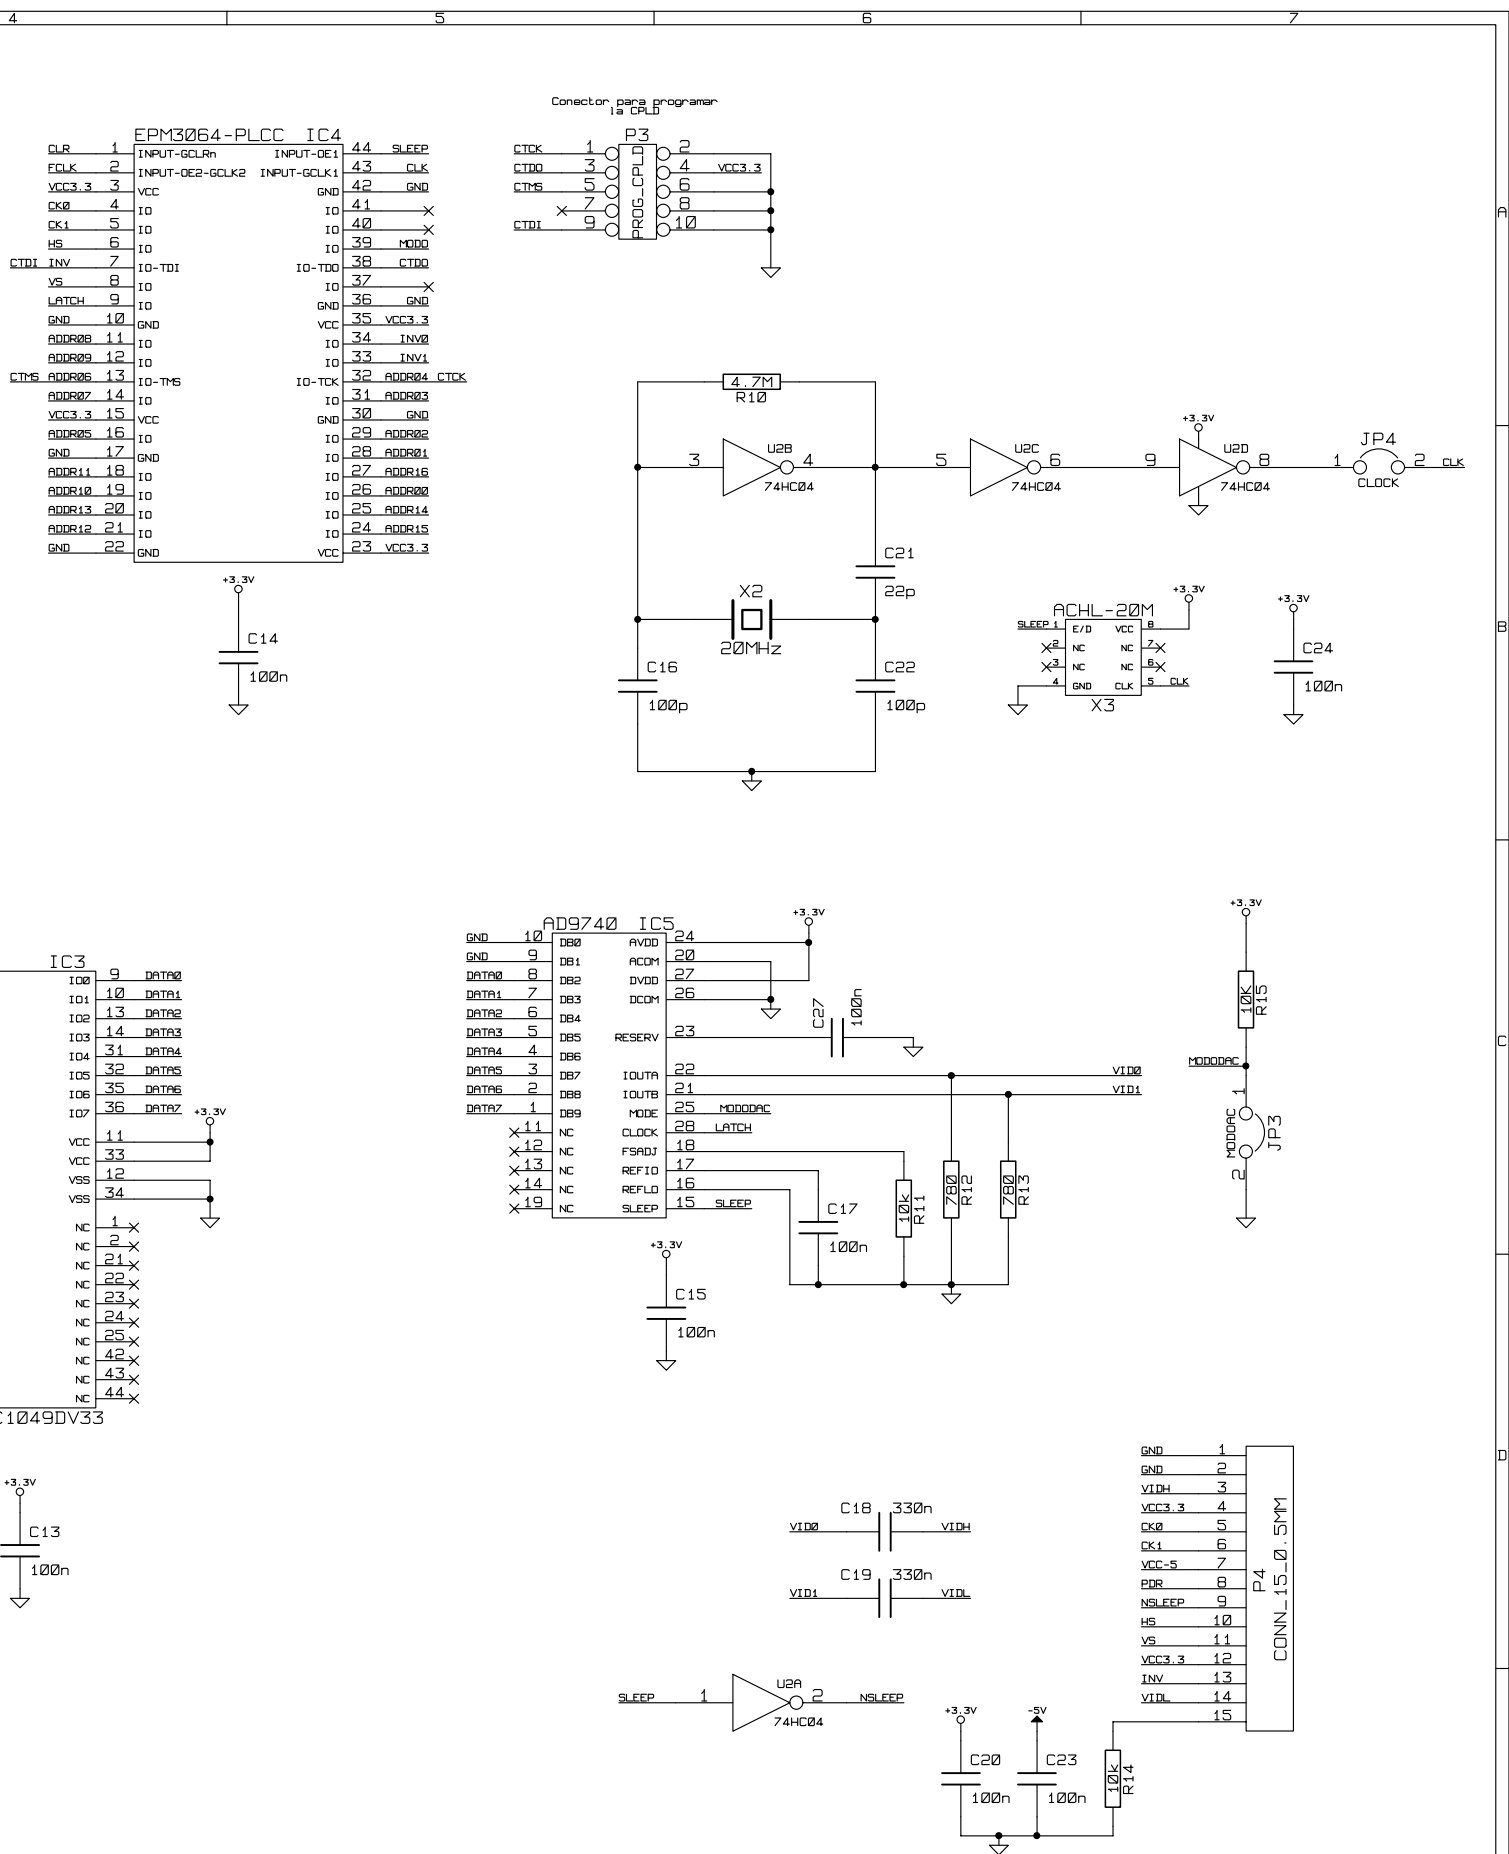 4 5 6 7
A
B
C
D
Conector para programar
la CPLD
EPM3064-PLCC IC4
CLR 1 INPUT-GCLRn INPUT-OE1 44 SLEEP
FCLK 2 INPUT-OE2-GCLK2 INPUT-GCLK1 43 CLK
VCC3.3 3 VCC GND 42 GND
CK0 4 IO IO 41
CK1 5 IO IO 40
HS 6 IO IO 39 MODO
CTDI INV 7 IO-TDI IO-TDO 38 CTDO
VS 8 IO IO 37
LATCH 9 IO GND 36 GND
GND 10 GND VCC 35 VCC3.3
ADDR08 11 IO IO 34 INV0
ADDR09 12 IO IO 33 INV1
CTMS ADDR06 13 IO-TMS IO-TCK 32 ADDR04 CTCK
ADDR07 14 IO IO 31 ADDR03
VCC3.3 15 VCC GND 30 GND
ADDR05 16 IO IO 29 ADDR02
GND 17 GND IO 28 ADDR01
ADDR11 18 IO IO 27 ADDR16
ADDR10 19 IO IO 26 ADDR00
ADDR13 20 IO IO 25 ADDR14
ADDR12 21 IO IO 24 ADDR15
GND 22 GND VCC 23 VCC3.3
P3
CTCK 1 2
CTDO 3 4 VCC3.3
CTMS 5 6
7 8
CTDI 9 10
PROG_CPLD
+3.3V
C14
100n
4.7M
R10
3 U2B 4
74HC04
5 U2C 6
74HC04
+3.3V
9 U2D 8
74HC04
JP4
1 2 CLK
CLOCK
C21
22p
X2
20MHz
C16
100p
C22
100p
+3.3V
ACHL-20M
SLEEP 1 E/D VCC 8
2 NC NC 7
3 NC NC 6
4 GND CLK 5 CLK
X3
+3.3V
C24
100n
IC3
IO0 9 DATA0
IO1 10 DATA1
IO2 13 DATA2
IO3 14 DATA3
IO4 31 DATA4
IO5 32 DATA5
IO6 35 DATA6
IO7 36 DATA7
+3.3V
VCC 11
VCC 33
VSS 12
VSS 34
NC 1
NC 2
NC 21
NC 22
NC 23
NC 24
NC 25
NC 42
NC 43
NC 44
C1049DV33
+3.3V
C13
100n
AD9740 IC5
+3.3V
GND 10 DB0 AVDD 24
GND 9 DB1 ACOM 20
DATA0 8 DB2 DVDD 27
DATA1 7 DB3 DCOM 26
DATA2 6 DB4
DATA3 5 DB5 RESERV 23
DATA4 4 DB6
DATA5 3 DB7 IOUTA 22 VID0
DATA6 2 DB8 IOUTB 21 VID1
DATA7 1 DB9 MODE 25 MODODAC
11 NC CLOCK 28 LATCH
12 NC FSADJ 18
13 NC REFIO 17
14 NC REFLO 16
19 NC SLEEP 15 SLEEP
C27
100n
C17
100n
10k
R11
780
R12
780
R13
+3.3V
C15
100n
+3.3V
10K
R15
MODODAC
1
MODODAC
JP3
2
C18 330n
VID0 VIDH
C19 330n
VID1 VIDL
SLEEP 1 U2A 2 NSLEEP
74HC04
+3.3V
C20
100n
-5V
C23
100n
10k
R14
GND 1
GND 2
VIDH 3
VCC3.3 4
CK0 5
CK1 6
VCC-5 7
PDR 8
NSLEEP 9
HS 10
VS 11
VCC3.3 12
INV 13
VIDL 14
15
P4
CONN_15_0.5MM